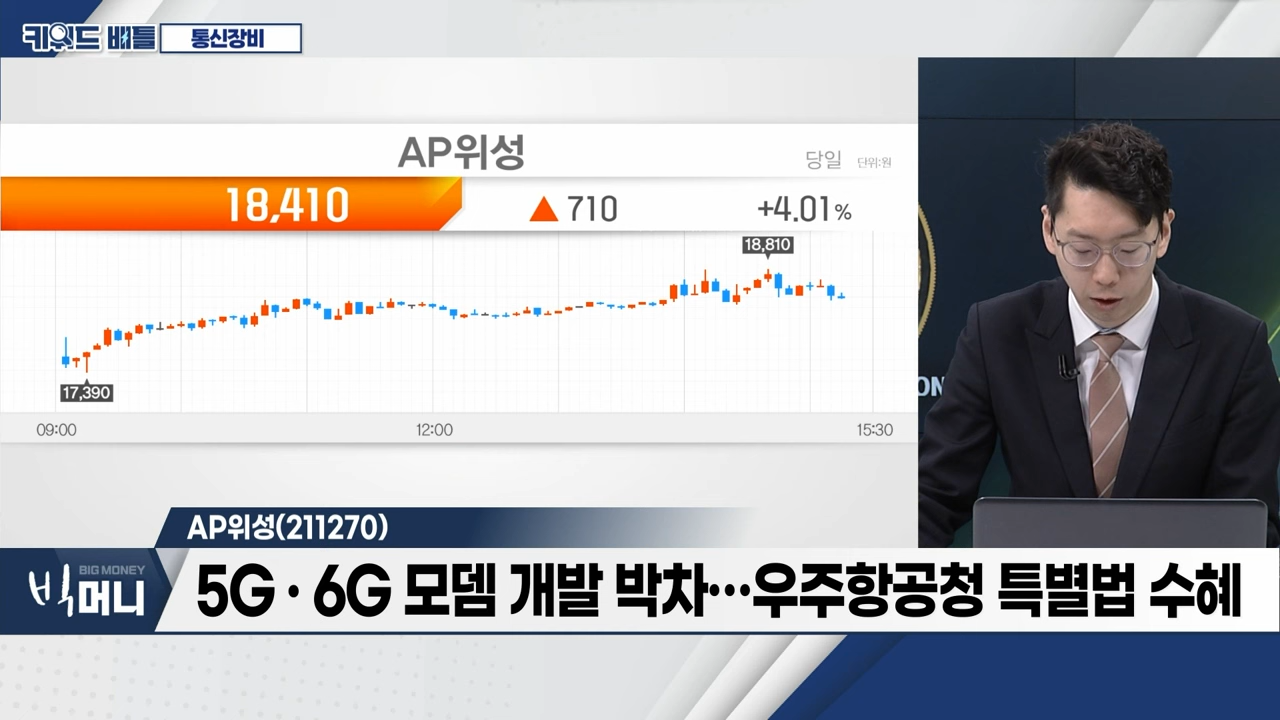 키워드 배틀 통신장비
AP위성
당일 단위:원
18,410 ▲ 710 +4.01%
18,810
17,390
09:00 12:00 15:30
ON
AP위성(211270)
BIG MONEY
빅머니
5G·6G 모뎀 개발 박차…우주항공청 특별법 수혜